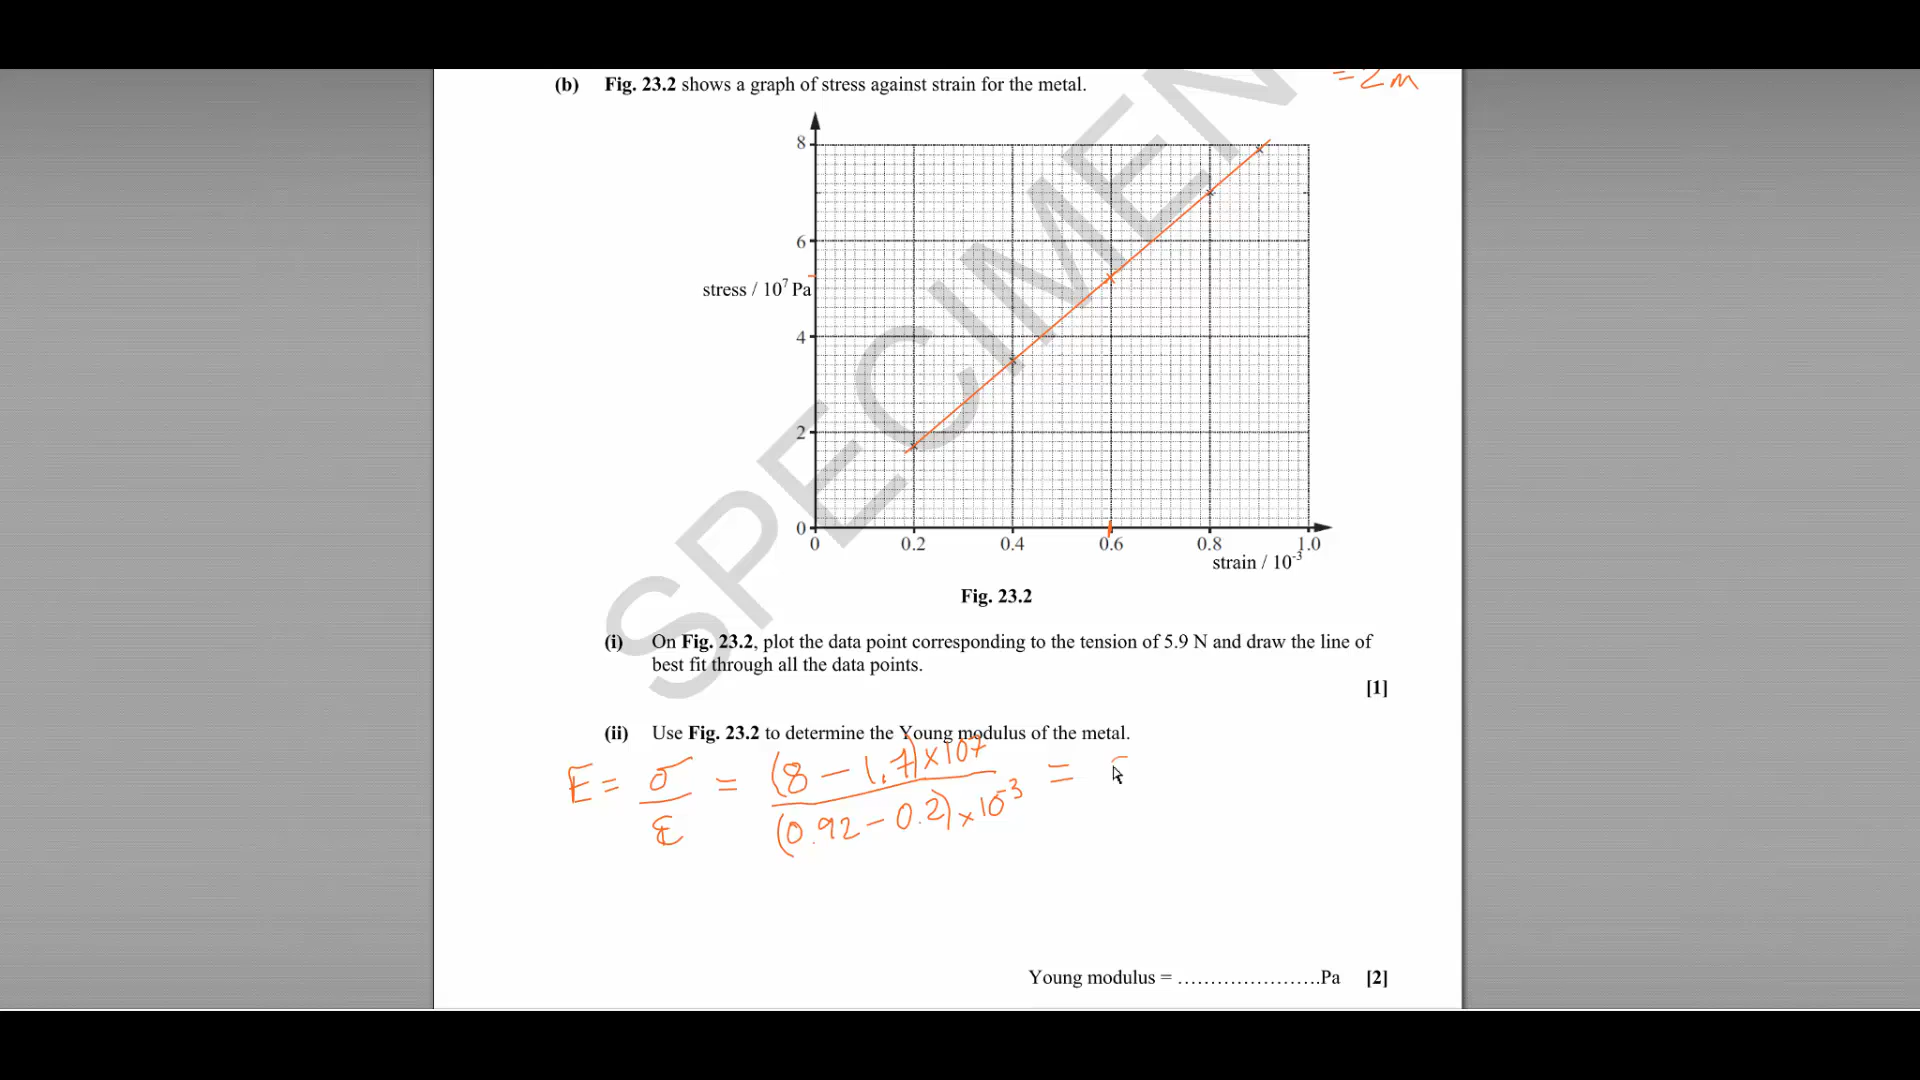 = 2m
(b) Fig. 23.2 shows a graph of stress against strain for the metal.
SPECIMEN
8
6
stress / 10⁷ Pa
4
2
0
0 0.2 0.4 0.6 0.8 1.0
strain / 10⁻³
Fig. 23.2
(i) On Fig. 23.2, plot the data point corresponding to the tension of 5.9 N and draw the line of
best fit through all the data points.
[1]
(ii) Use Fig. 23.2 to determine the Young modulus of the metal.
E = σ/ε = (8 – 1.7) × 10⁷ / (0.92 – 0.2) × 10⁻³ =
Young modulus = ………………….Pa [2]